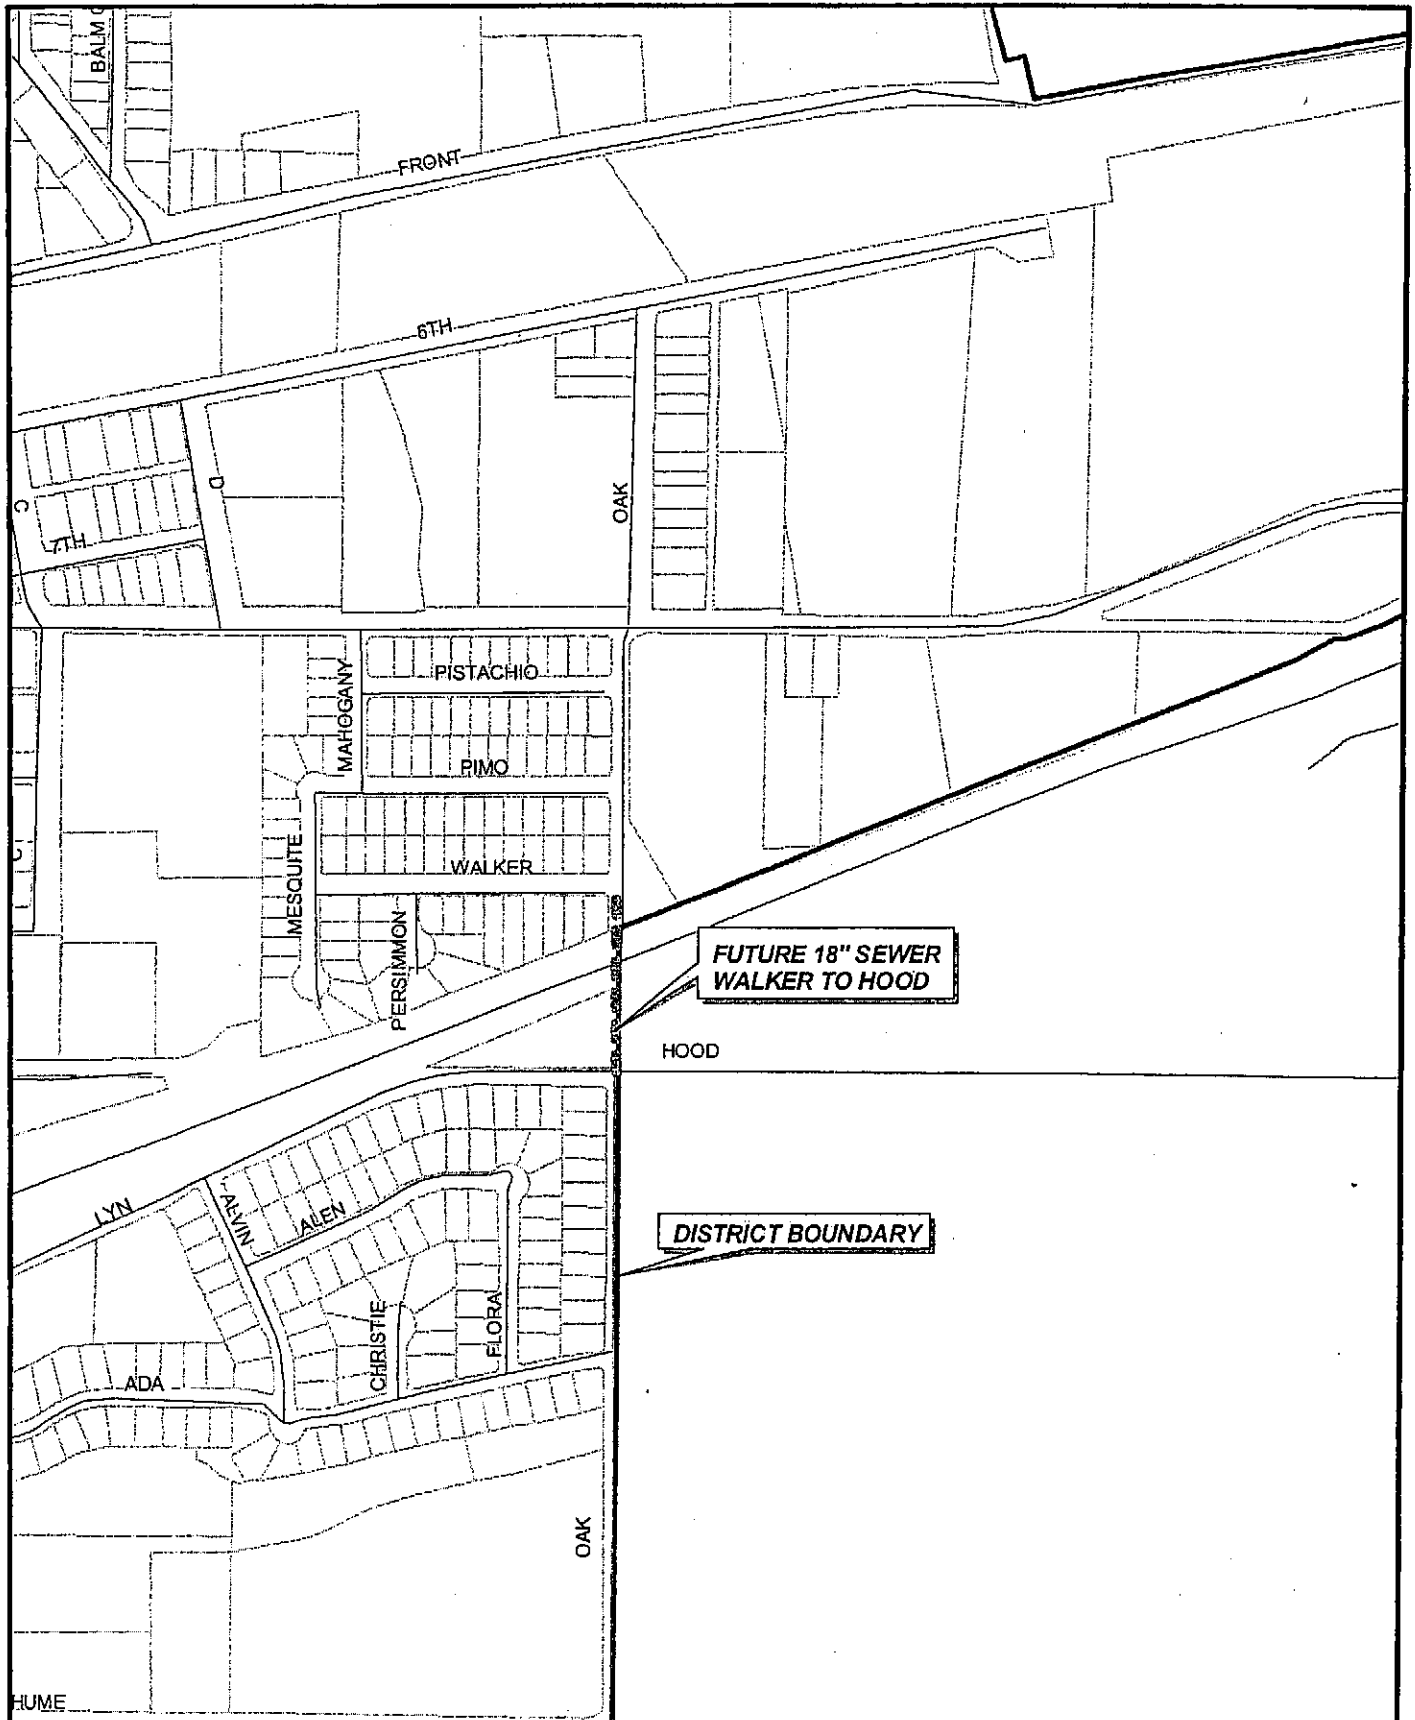 BALM
FRONT
6TH
OAK
D
C
7TH
MAHOGANY
PISTACHIO
PIMO
MESQUITE
WALKER
PERSIMMON
FUTURE 18" SEWER
WALKER TO HOOD
HOOD
LYN
ALVIN
ALEN
DISTRICT BOUNDARY
CHRISTIE
FLORA
ADA
OAK
HUME